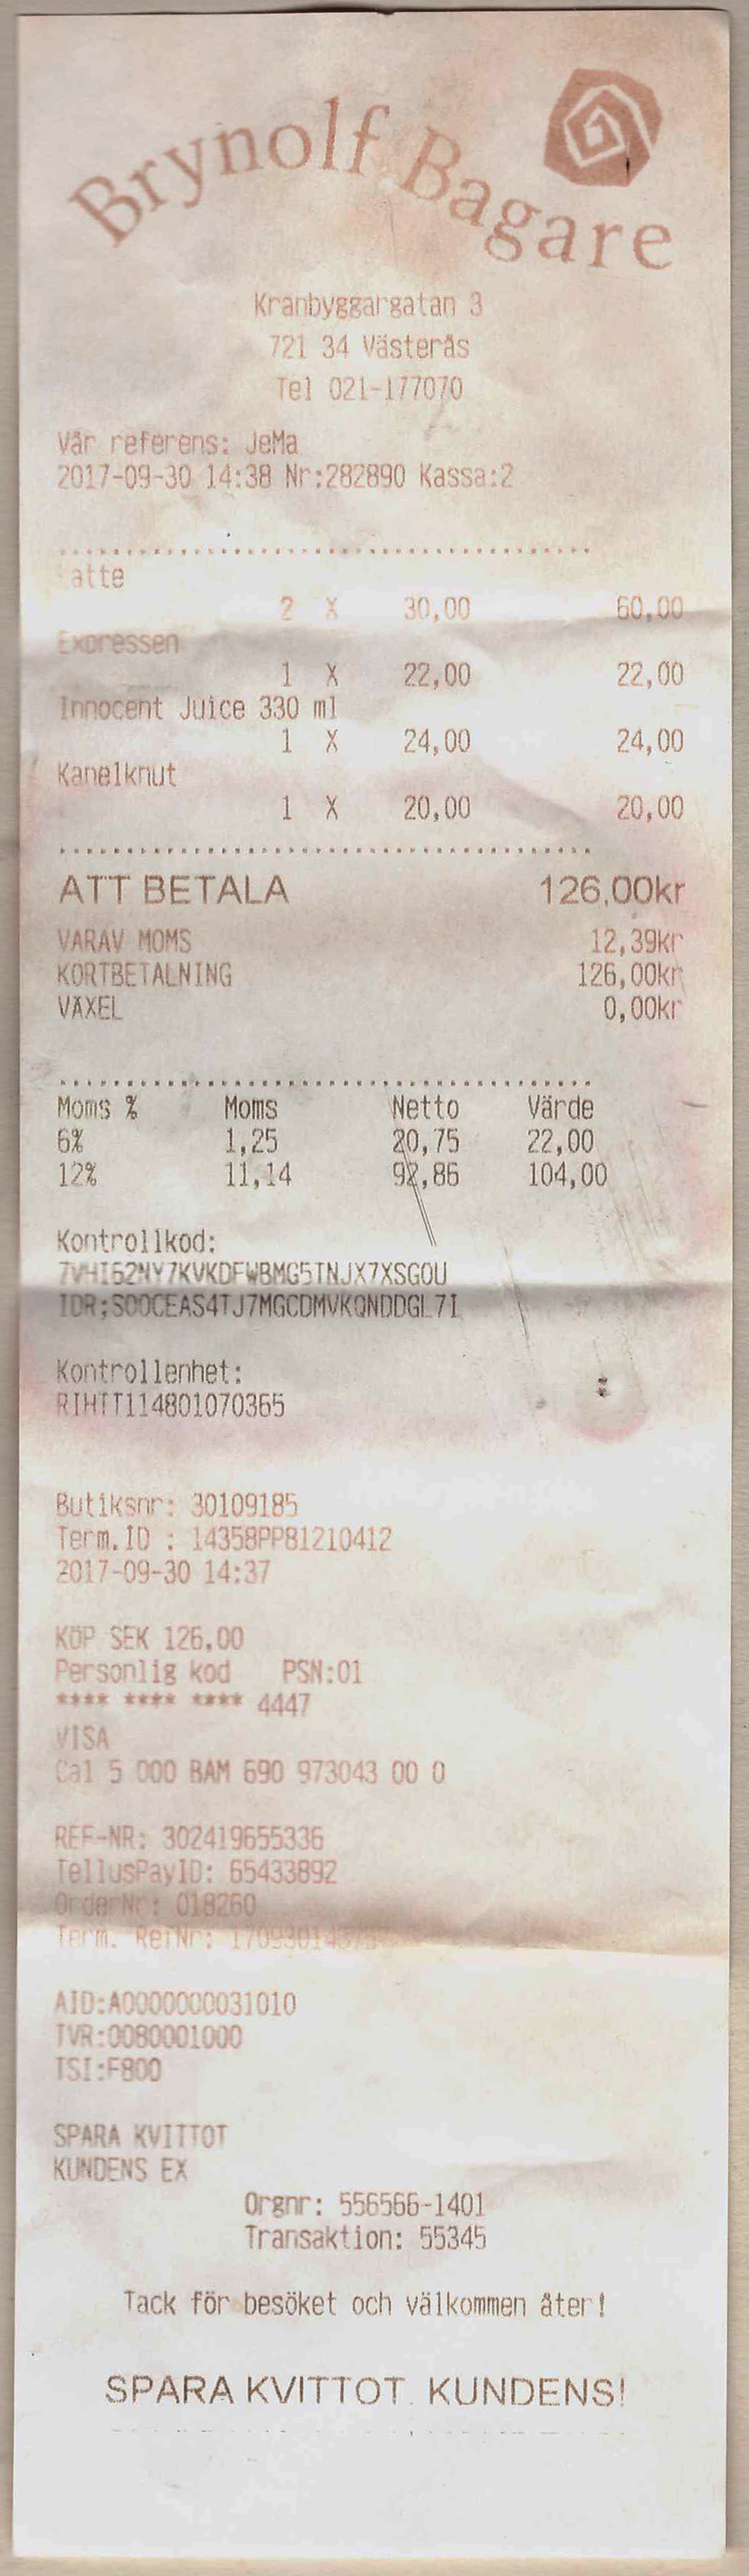 Brynolf Bagare
Kranbyggargatan 3
721 34 Västerås
Tel 021-177070
Vår referens: JeMa
2017-09-30 14:38 Nr:282890 Kassa:2
Latte
2 X 30,00 60,00
Expressen
1 X 22,00 22,00
Innocent Juice 330 ml
1 X 24,00 24,00
Kanelknut
1 X 20,00 20,00
ATT BETALA 126,00kr
VARAV MOMS 12,39kr
KORTBETALNING 126,00kr
VÄXEL 0,00kr
Moms % Moms Netto Värde
6% 1,25 20,75 22,00
12% 11,14 92,86 104,00
Kontrollkod:
Kontrollenhet:
RIHTT114801070365
Butiksnr: 30109185
Term.ID : 14358PP81210412
2017-09-30 14:37
KÖP SEK 126,00
Personlig kod PSN:01
**** **** **** 4447
VISA
Ca1 5 000 BAM 690 973043 00 0
REF-NR: 302419655336
TellusPayID: 65433892
OrderNr: 018260
Term. RefNr:
AID:A0000000031010
TVR:0080001000
TSI:F800
SPARA KVITTOT
KUNDENS EX
Orgnr: 556566-1401
Transaktion: 55345
Tack för besöket och välkommen åter!
SPARA KVITTOT. KUNDENS!